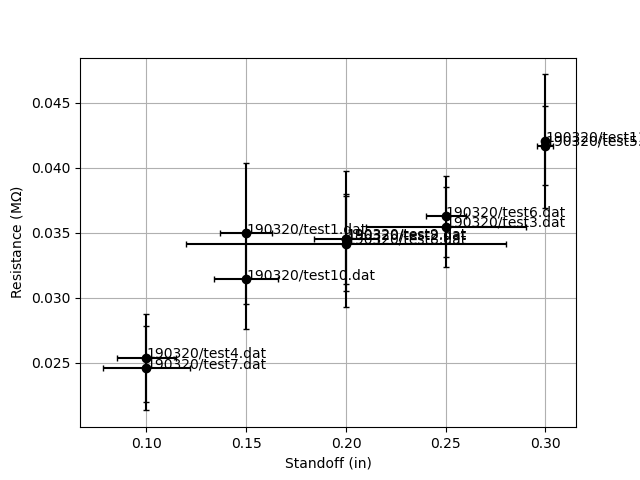 0.045
0.040
0.035
0.030
0.025
Resistance (MΩ)
190320/test1.dat
190320/test6.dat
190320/test3.dat
190320/test10.dat
190320/test4.dat
190320/test7.dat
0.10
0.15
0.20
0.25
0.30
Standoff (in)